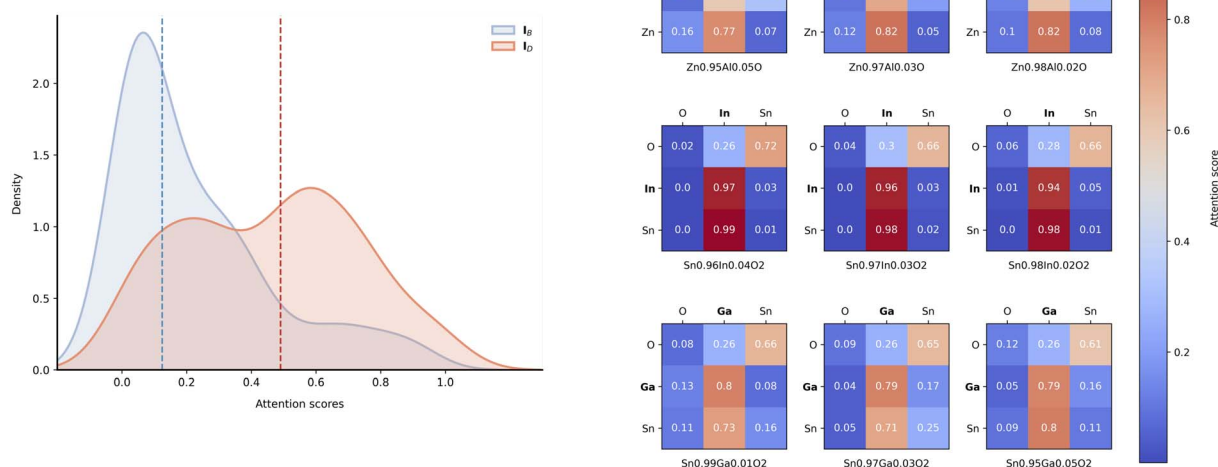 I_B
I_D
2.0
1.5
1.0
0.5
0.0
Density
0.0 0.2 0.4 0.6 0.8 1.0
Attention scores
Zn 0.16 0.77 0.07
Zn0.95Al0.05O
Zn 0.12 0.82 0.05
Zn0.97Al0.03O
Zn 0.1 0.82 0.08
Zn0.98Al0.02O
O In Sn
O 0.02 0.26 0.72
In 0.0 0.97 0.03
Sn 0.0 0.99 0.01
Sn0.96In0.04O2
O In Sn
0.04 0.3 0.66
In 0.0 0.96 0.03
Sn 0.0 0.98 0.02
Sn0.97In0.03O2
O In Sn
O 0.06 0.28 0.66
In 0.01 0.94 0.05
Sn 0.01 0.98 0.01
Sn0.98In0.02O2
O Ga Sn
O 0.08 0.26 0.66
Ga 0.13 0.8 0.08
Sn 0.11 0.73 0.16
Sn0.99Ga0.01O2
O Ga Sn
O 0.09 0.26 0.65
Ga 0.04 0.79 0.17
Sn 0.05 0.71 0.25
Sn0.97Ga0.03O2
O Ga Sn
O 0.12 0.26 0.61
Ga 0.05 0.79 0.16
Sn 0.09 0.8 0.11
Sn0.95Ga0.05O2
0.8
0.6
0.4
0.2
Attention score